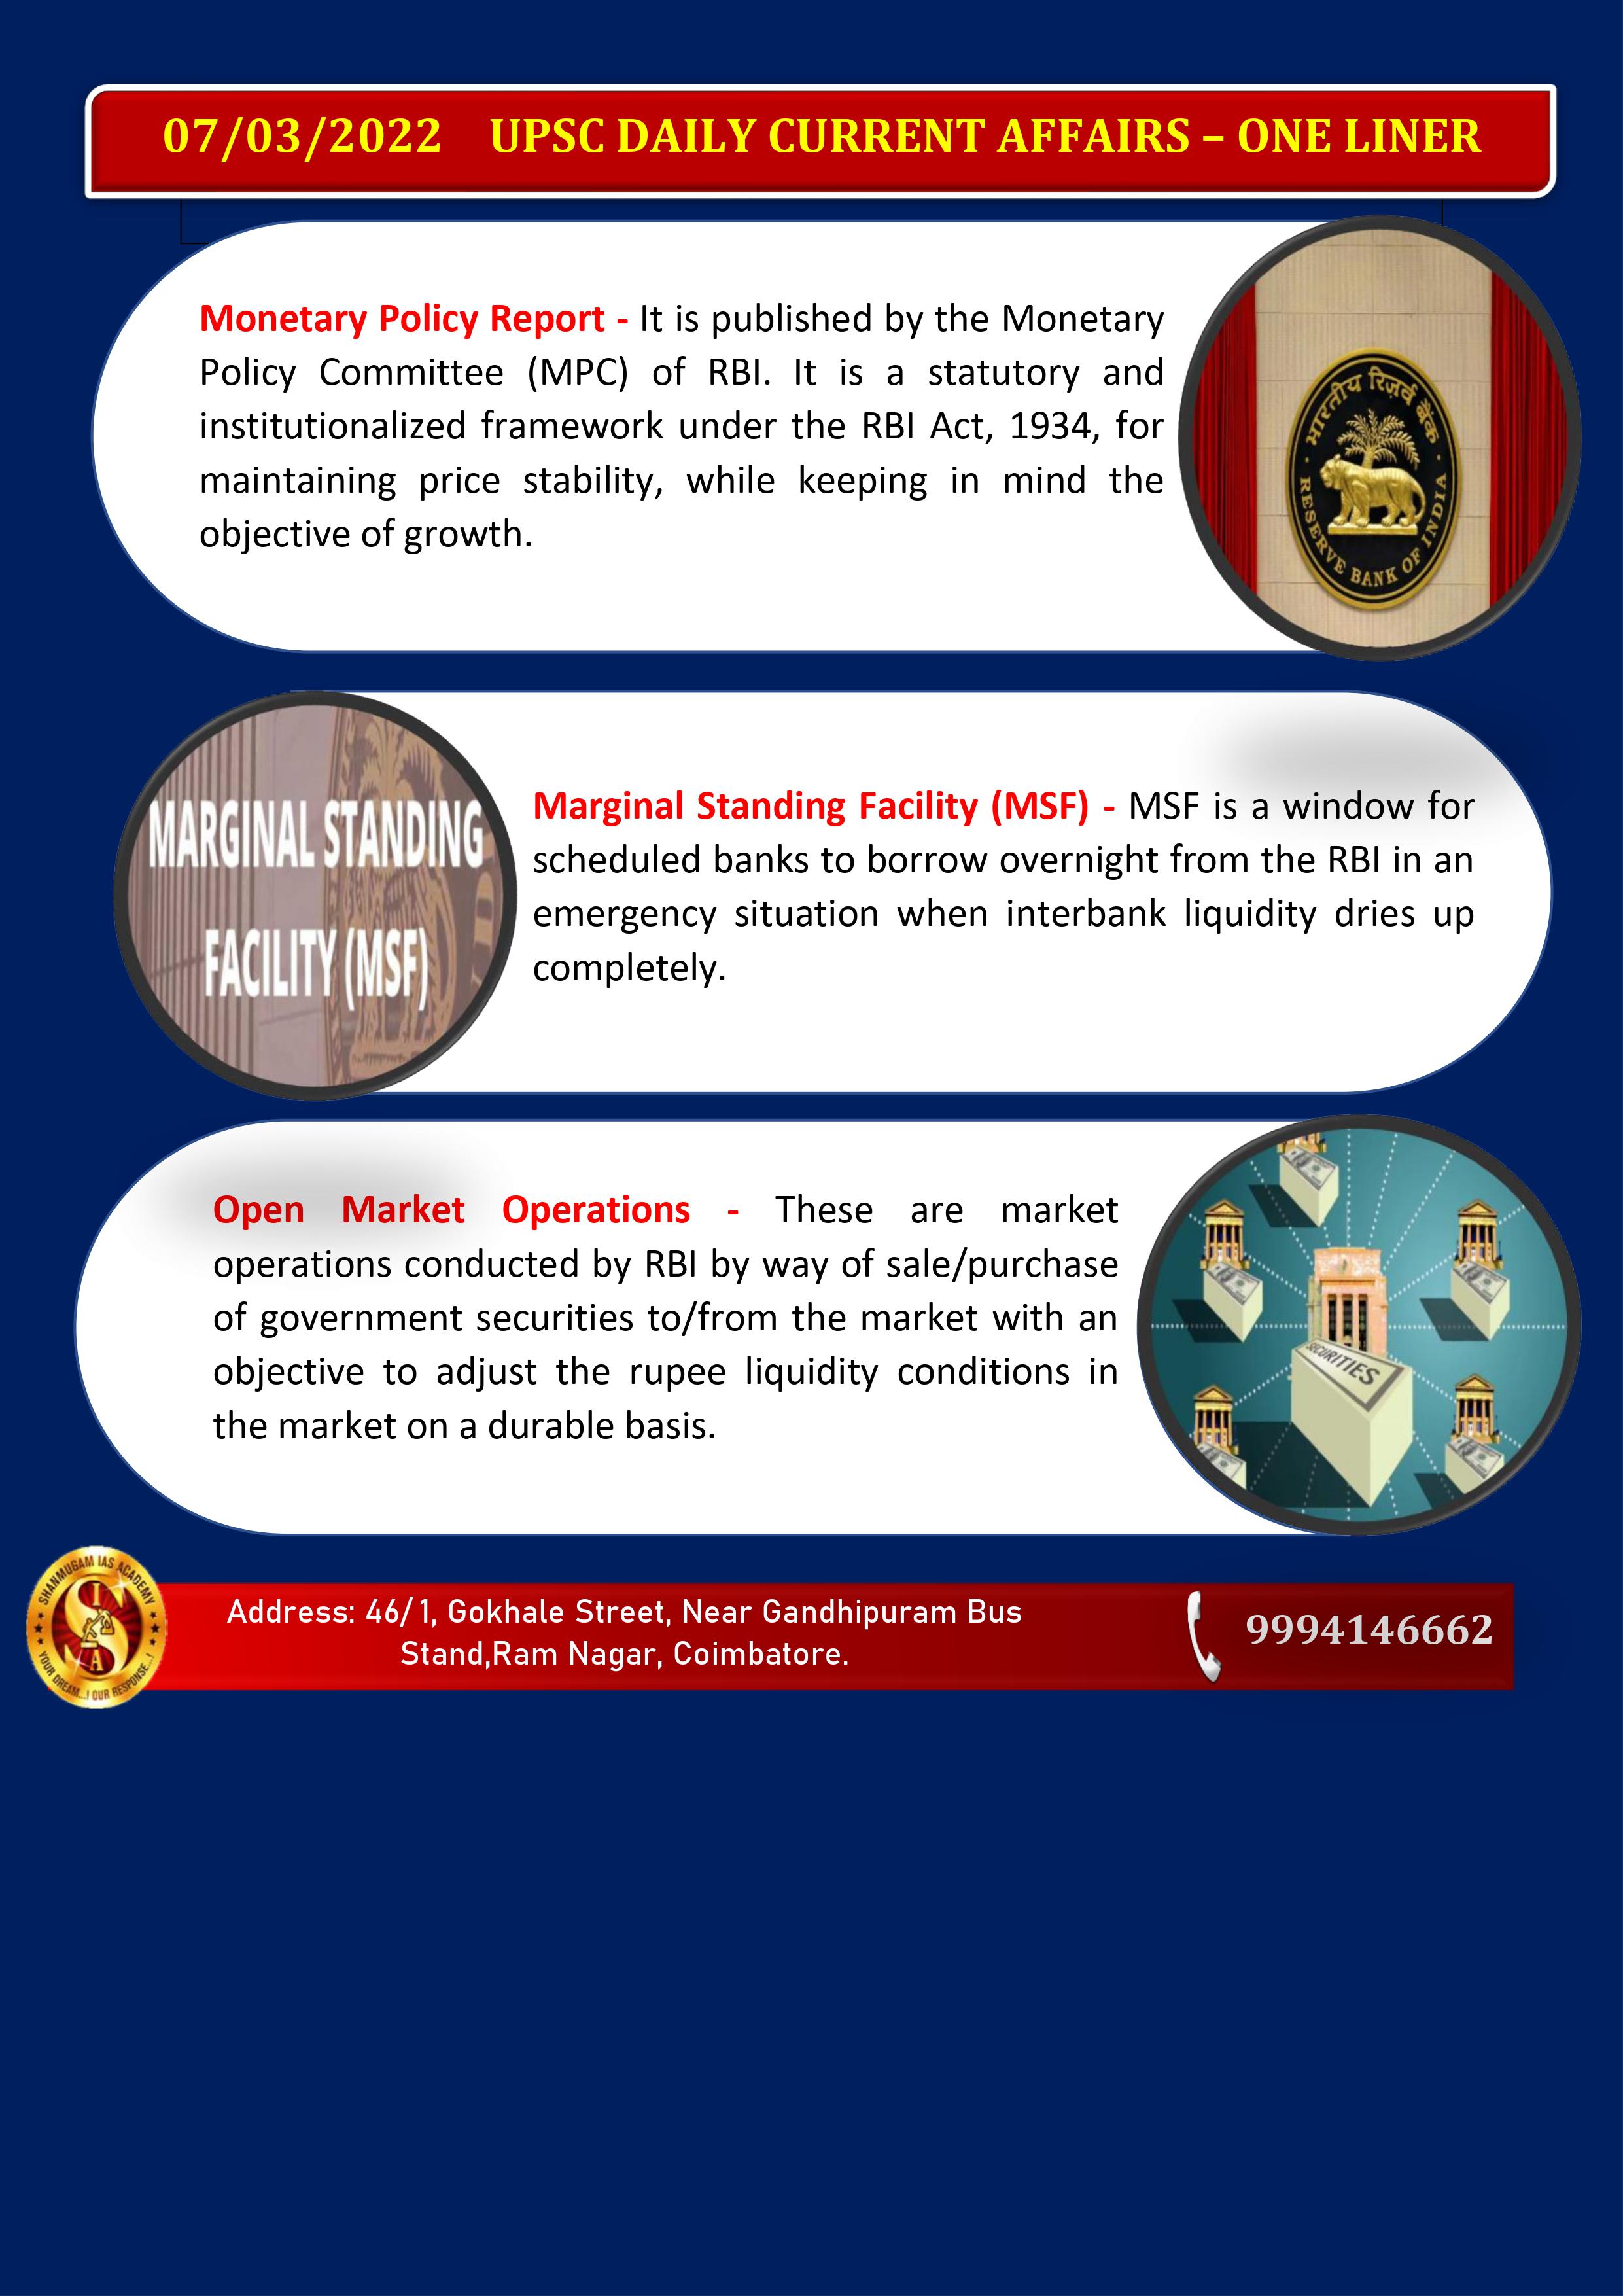 07/03/2022 UPSC DAILY CURRENT AFFAIRS – ONE LINER
Monetary Policy Report - It is published by the Monetary
Policy Committee (MPC) of RBI. It is a statutory and
institutionalized framework under the RBI Act, 1934, for
maintaining price stability, while keeping in mind the
objective of growth.
भारतीय रिज़र्व बैंक
RESERVE BANK OF INDIA
MARGINAL STANDING
FACILITY (MSF)
Marginal Standing Facility (MSF) - MSF is a window for
scheduled banks to borrow overnight from the RBI in an
emergency situation when interbank liquidity dries up
completely.
Open Market Operations - These are market
operations conducted by RBI by way of sale/purchase
of government securities to/from the market with an
objective to adjust the rupee liquidity conditions in
the market on a durable basis.
SECURITIES
SHANMUGAM IAS ACADEMY
S I A
YOUR DREAM...! OUR RESPONSE...!
Address: 46/1, Gokhale Street, Near Gandhipuram Bus
Stand,Ram Nagar, Coimbatore.
9994146662